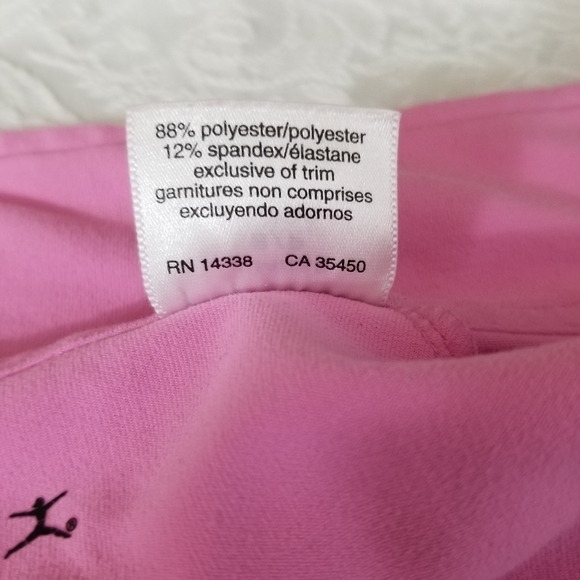 88% polyester/polyester
12% spandex/élastane
exclusive of trim
garnitures non comprises
excluyendo adornos
RN 14338 CA 35450